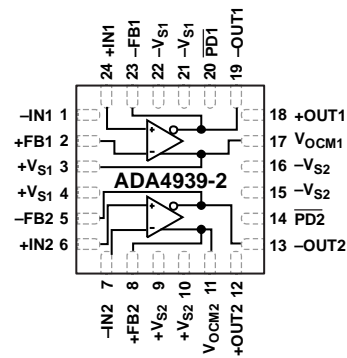 24 +IN1
23 –FB1
22 –VS1
21 –VS1
20 P̅D̅1̅
19 –OUT1
–IN1 1
+FB1 2
+VS1 3
+VS1 4
–FB2 5
+IN2 6
ADA4939-2
18 +OUT1
17 VOCM1
16 –VS2
15 –VS2
14 P̅D̅2̅
13 –OUT2
–IN2 7
+FB2 8
+VS2 9
+VS2 10
VOCM2 11
+OUT2 12